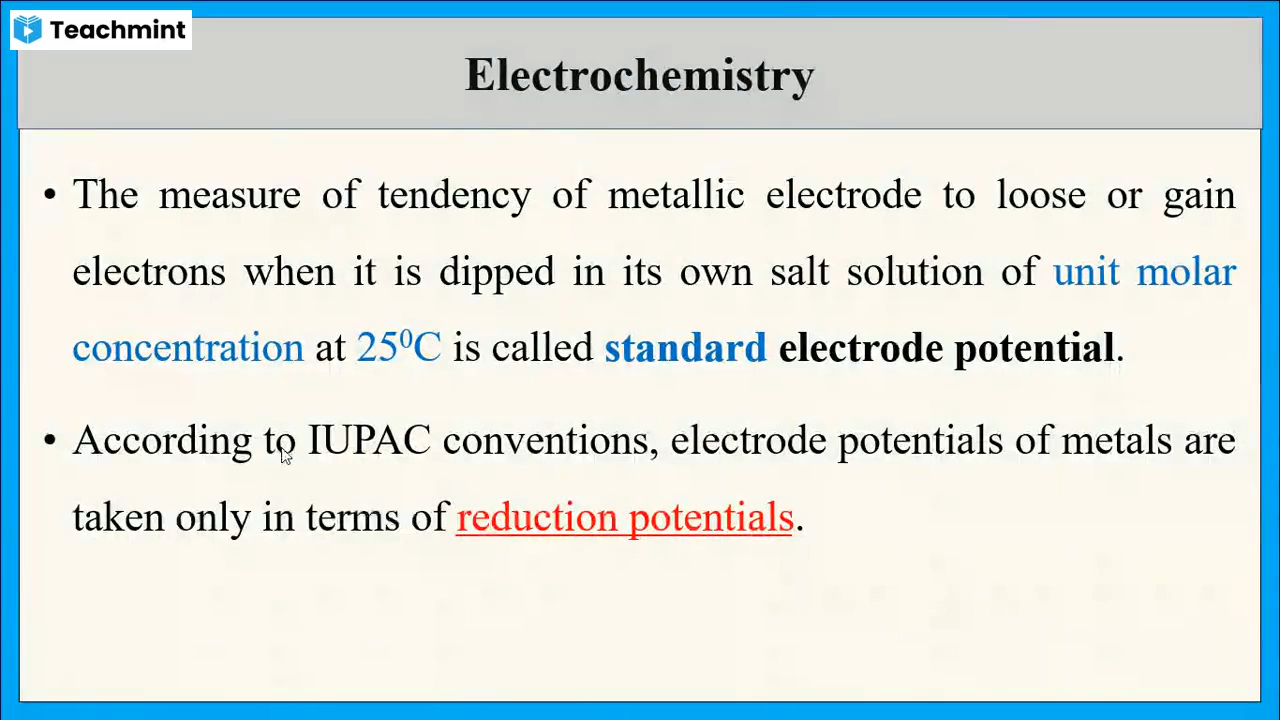 Teachmint
Electrochemistry
• The measure of tendency of metallic electrode to loose or gain
electrons when it is dipped in its own salt solution of unit molar
concentration at 25⁰C is called standard electrode potential.
• According to IUPAC conventions, electrode potentials of metals are
taken only in terms of reduction potentials.